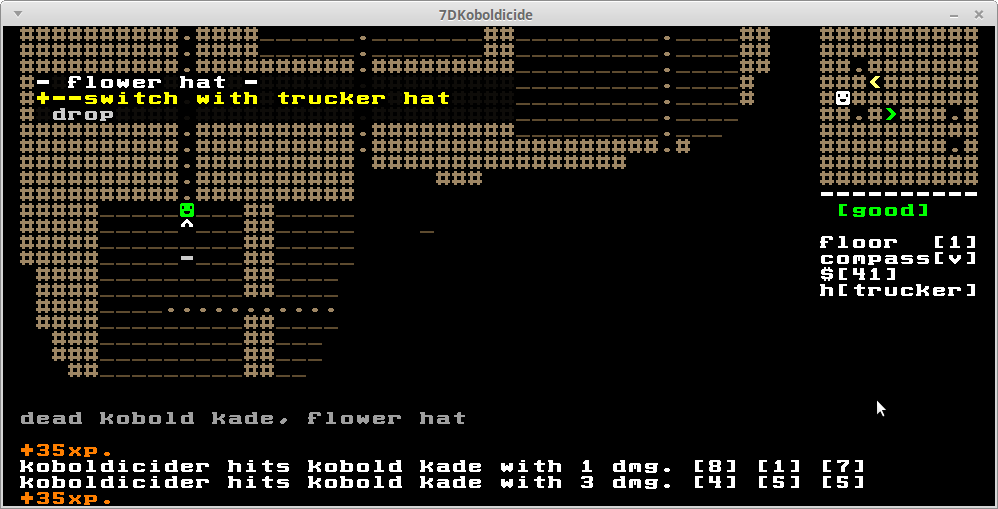 7DKoboldicide
- flower hat -
+--switch with trucker hat
drop
[good]
floor [1]
compass[v]
$[41]
h[trucker]
dead kobold kade, flower hat
+35xp.
koboldicider hits kobold kade with 1 dmg. [8] [1] [7]
koboldicider hits kobold kade with 3 dmg. [4] [5] [5]
+35xp.